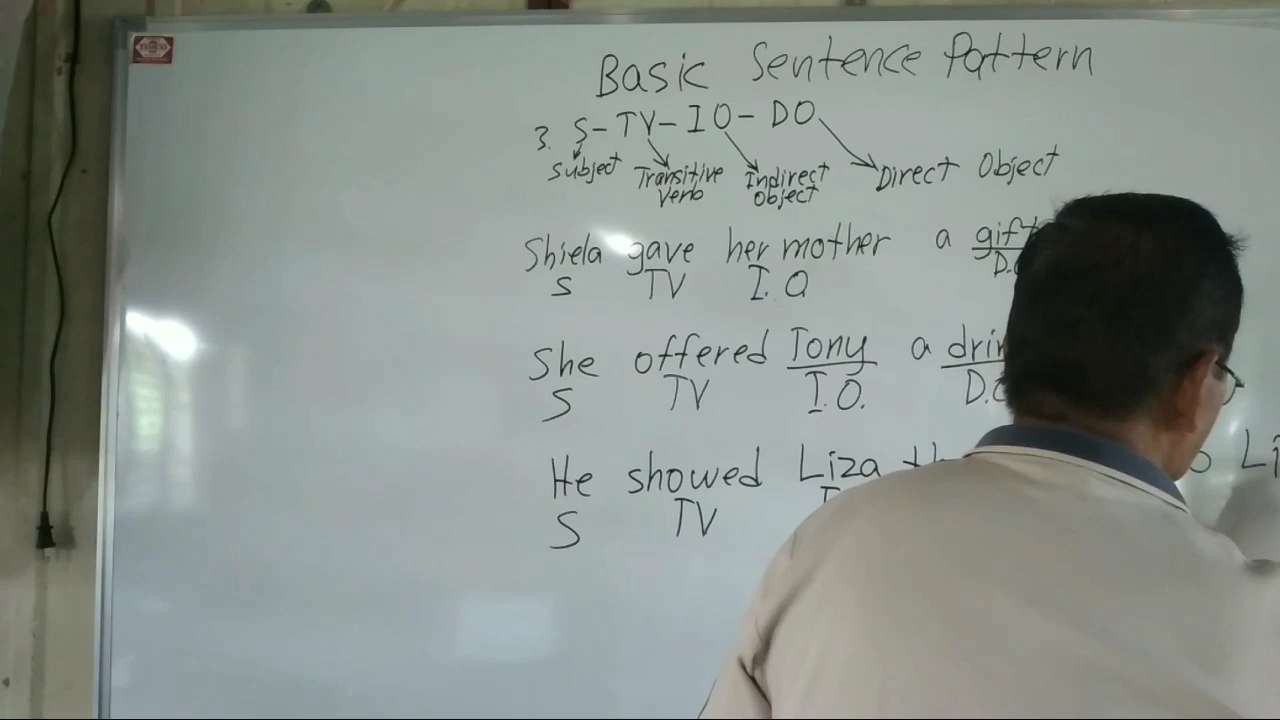 Basic Sentence Pattern
3. S - TV - IO - DO
Subject Transitive Verb Indirect Object Direct Object
Shiela gave her mother a gift
S TV I.O D.O
She offered Tony a
S TV I.O. D.O
He showed Liza
S TV